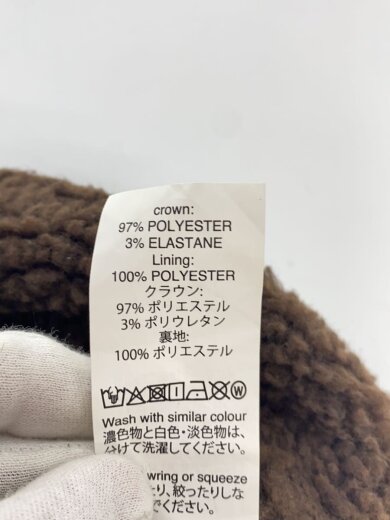 crown:
97% POLYESTER
3% ELASTANE
Lining:
100% POLYESTER
クラウン:
97% ポリエステル
3% ポリウレタン
裏地:
100% ポリエステル
Wash with similar colour
濃色物と白色・淡色物は、
分けて洗濯してください。
wring or squeeze
たり、絞ったりしな
でください。